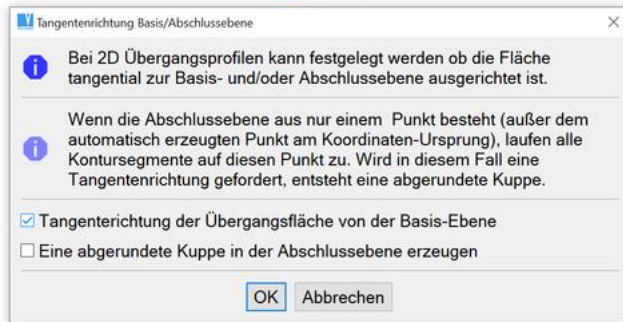 Tangentenrichtung Basis/Abschlussebene
Bei 2D Übergangsprofilen kann festgelegt werden ob die Fläche
tangential zur Basis- und/oder Abschlussebene ausgerichtet ist.
Wenn die Abschlussebene aus nur einem  Punkt besteht (außer dem
automatisch erzeugten Punkt am Koordinaten-Ursprung), laufen alle
Kontursegmente auf diesen Punkt zu. Wird in diesem Fall eine
Tangentenrichtung gefordert, entsteht eine abgerundete Kuppe.
Tangenterichtung der Übergangsfläche von der Basis-Ebene
Eine abgerundete Kuppe in der Abschlussebene erzeugen
OK Abbrechen